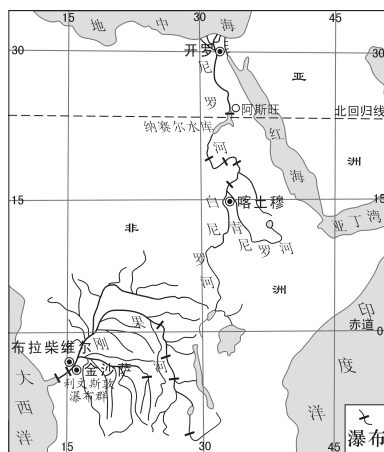 30
45
地中海
30
30
开罗
尼罗河
亚洲
阿斯旺
北回归线
纳赛尔水库
红海
15
15
白尼罗河
喀土穆
亚丁湾
青尼罗河
非洲
刚果河
印度洋
0
赤道
布拉柴维尔
金沙萨
利文斯敦
瀑布群
大西洋
15
30
45
瀑布